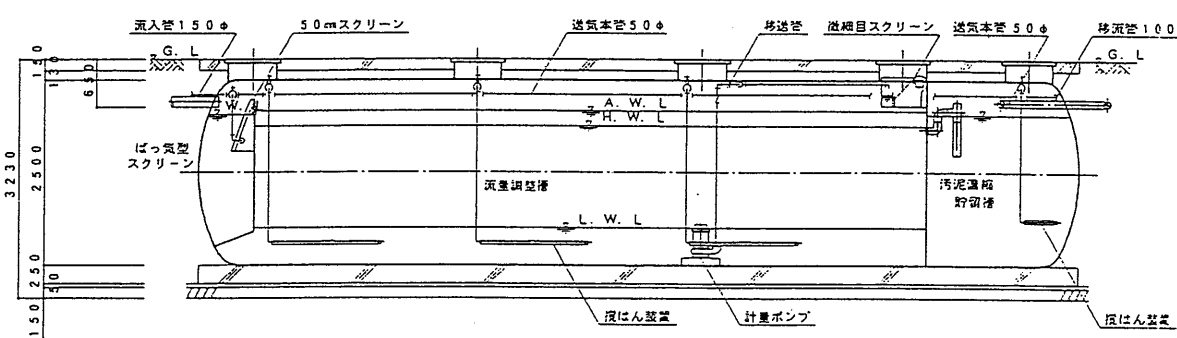 流入管150φ
50㎜スクリーン
送気本管50φ
移送管
微細目スクリーン
送気本管50φ
移流管100
G. L
G. L
150
130
650
W.
A. W. L
H. W. L
ばっ気型
スクリーン
3230
2500
流量調整槽
汚泥濃縮
貯留槽
L. W. L
250
50
150
撹はん装置
計量ポンプ
撹はん装置